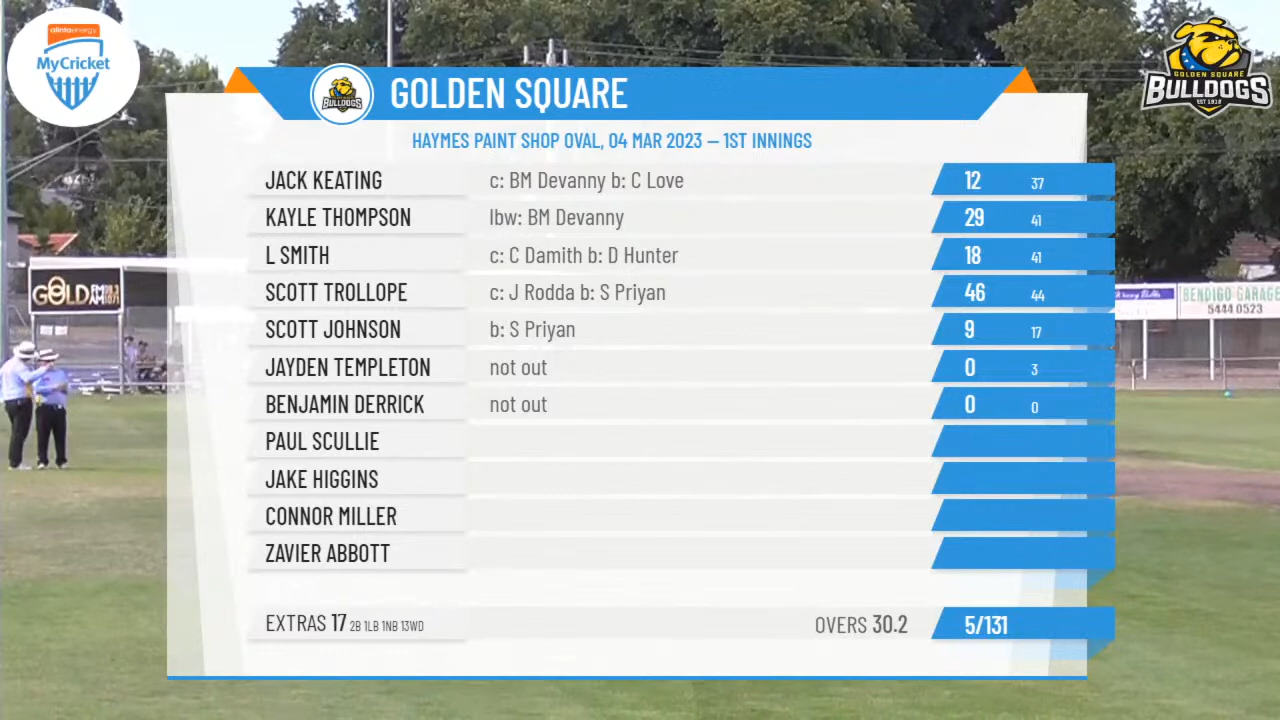 alintaenergy
MyCricket
GOLDEN SQUARE
BULLDOGS
EST 1918
BULLDOGS
GOLDEN SQUARE
HAYMES PAINT SHOP OVAL, 04 MAR 2023 – 1ST INNINGS
JACK KEATING c: BM Devanny b: C Love 12 37
KAYLE THOMPSON lbw: BM Devanny 29 41
L SMITH c: C Damith b: D Hunter 18 41
SCOTT TROLLOPE c: J Rodda b: S Priyan 46 44
SCOTT JOHNSON b: S Priyan 9 17
JAYDEN TEMPLETON not out 0 3
BENJAMIN DERRICK not out 0 0
PAUL SCULLIE
JAKE HIGGINS
CONNOR MILLER
ZAVIER ABBOTT
EXTRAS 17 2B 1LB 1NB 13WD OVERS 30.2 5/131
GOLD
BENDIGO GARAGE
5444 0523